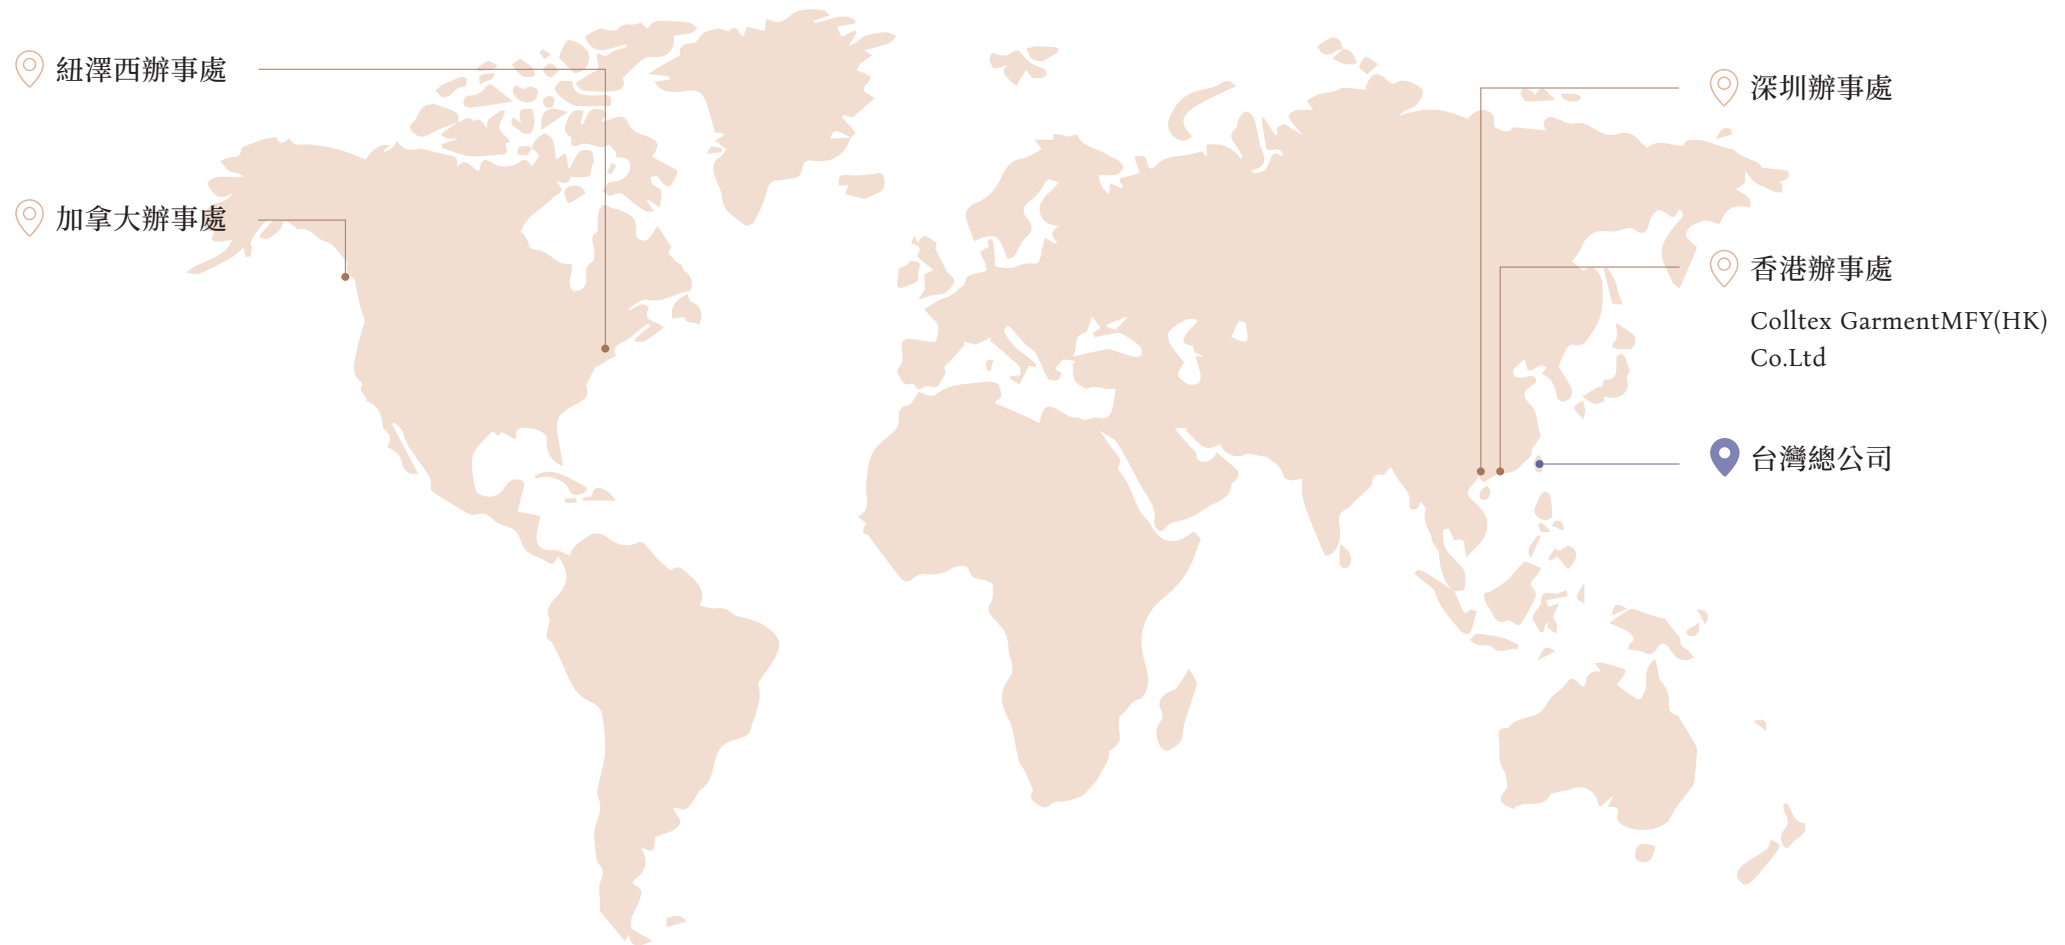 紐澤西辦事處
加拿大辦事處
深圳辦事處
香港辦事處
Colltex GarmentMFY(HK)
Co.Ltd
台灣總公司